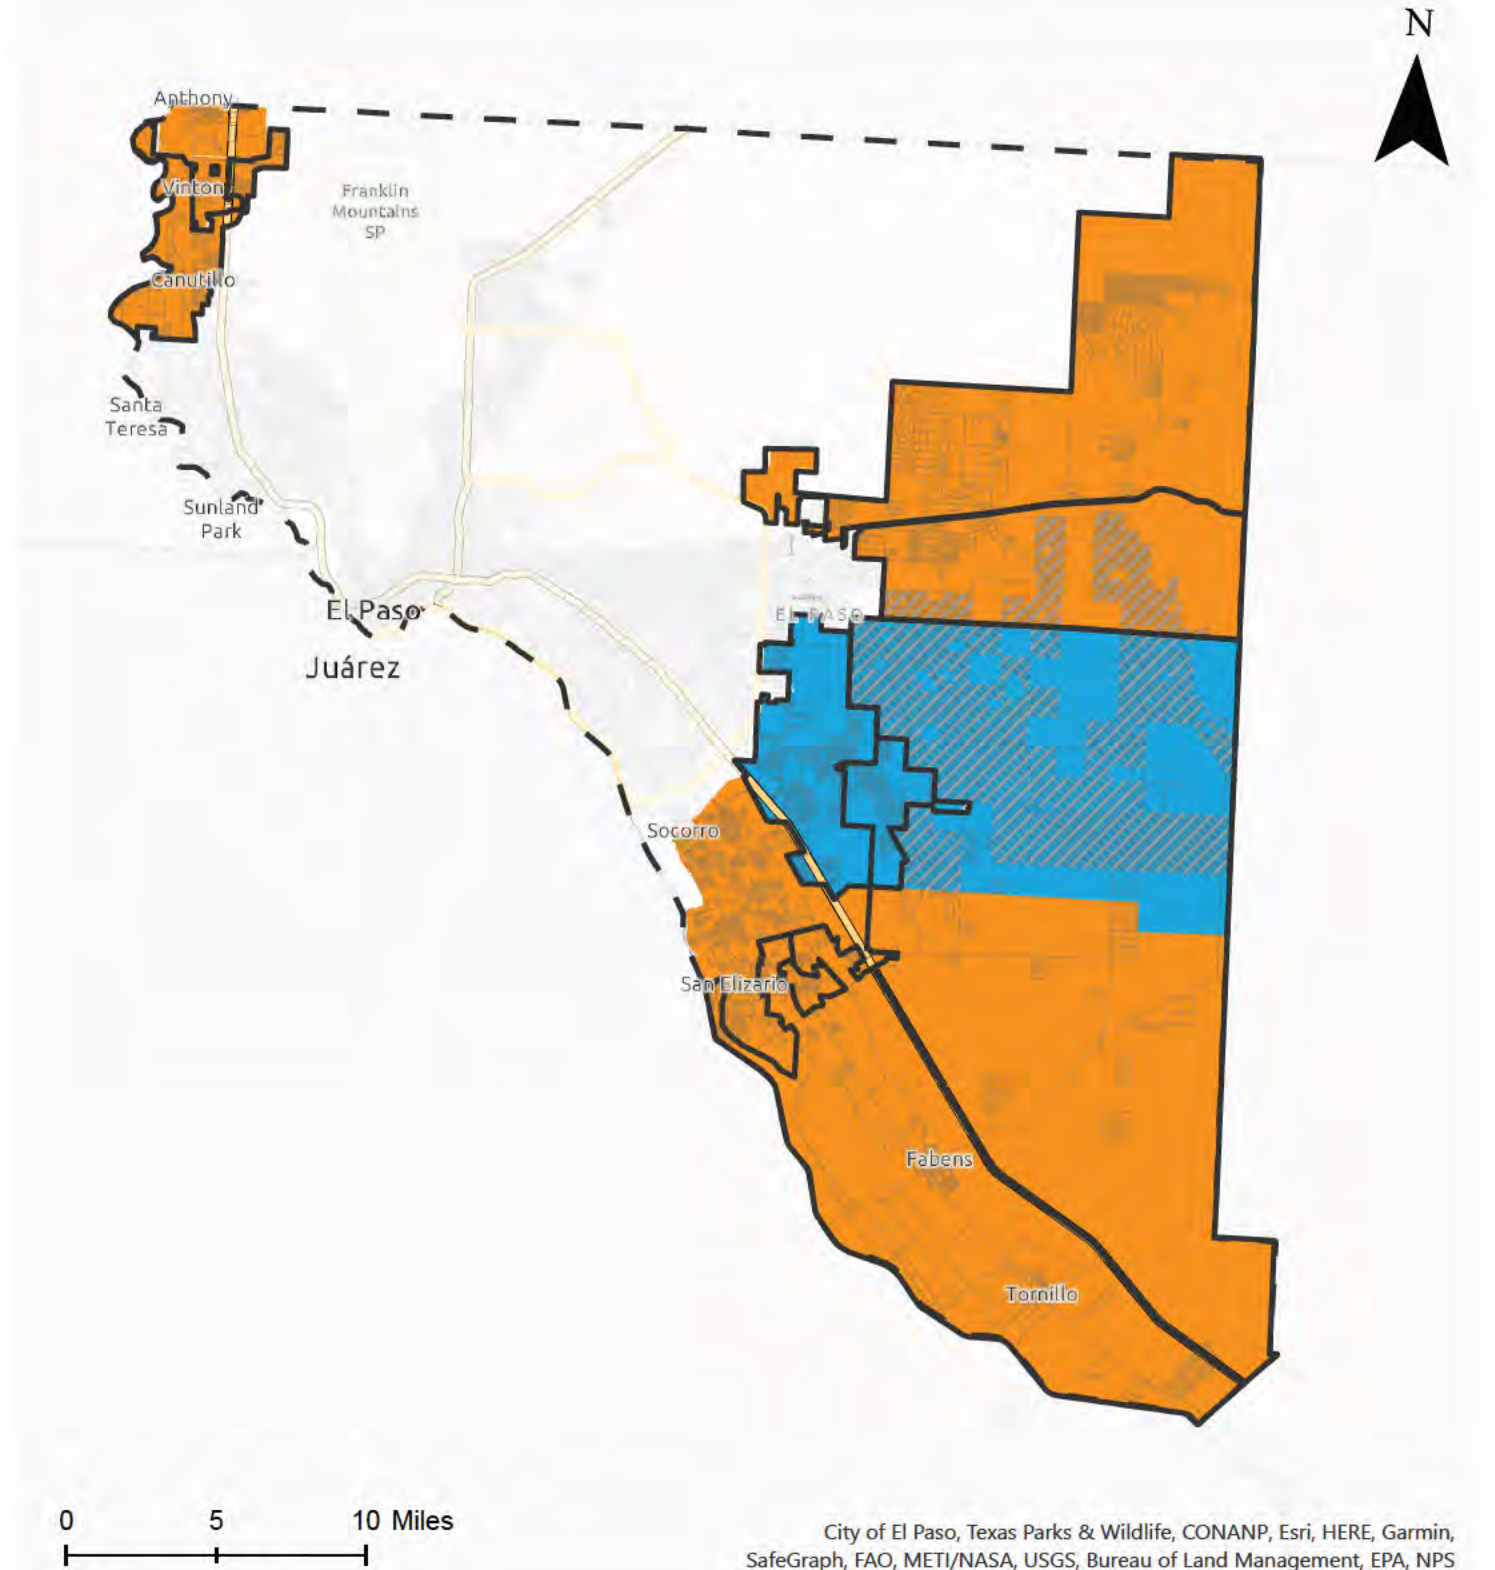 N
Anthony
Vinton
Franklin
Mountains
SP
Canutillo
Santa
Teresa
Sunland
Park
El Paso
EL PASO
Juárez
Socorro
San Elizario
Fabens
Tornillo
0 5 10 Miles
City of El Paso, Texas Parks & Wildlife, CONANP, Esri, HERE, Garmin,
SafeGraph, FAO, METI/NASA, USGS, Bureau of Land Management, EPA, NPS